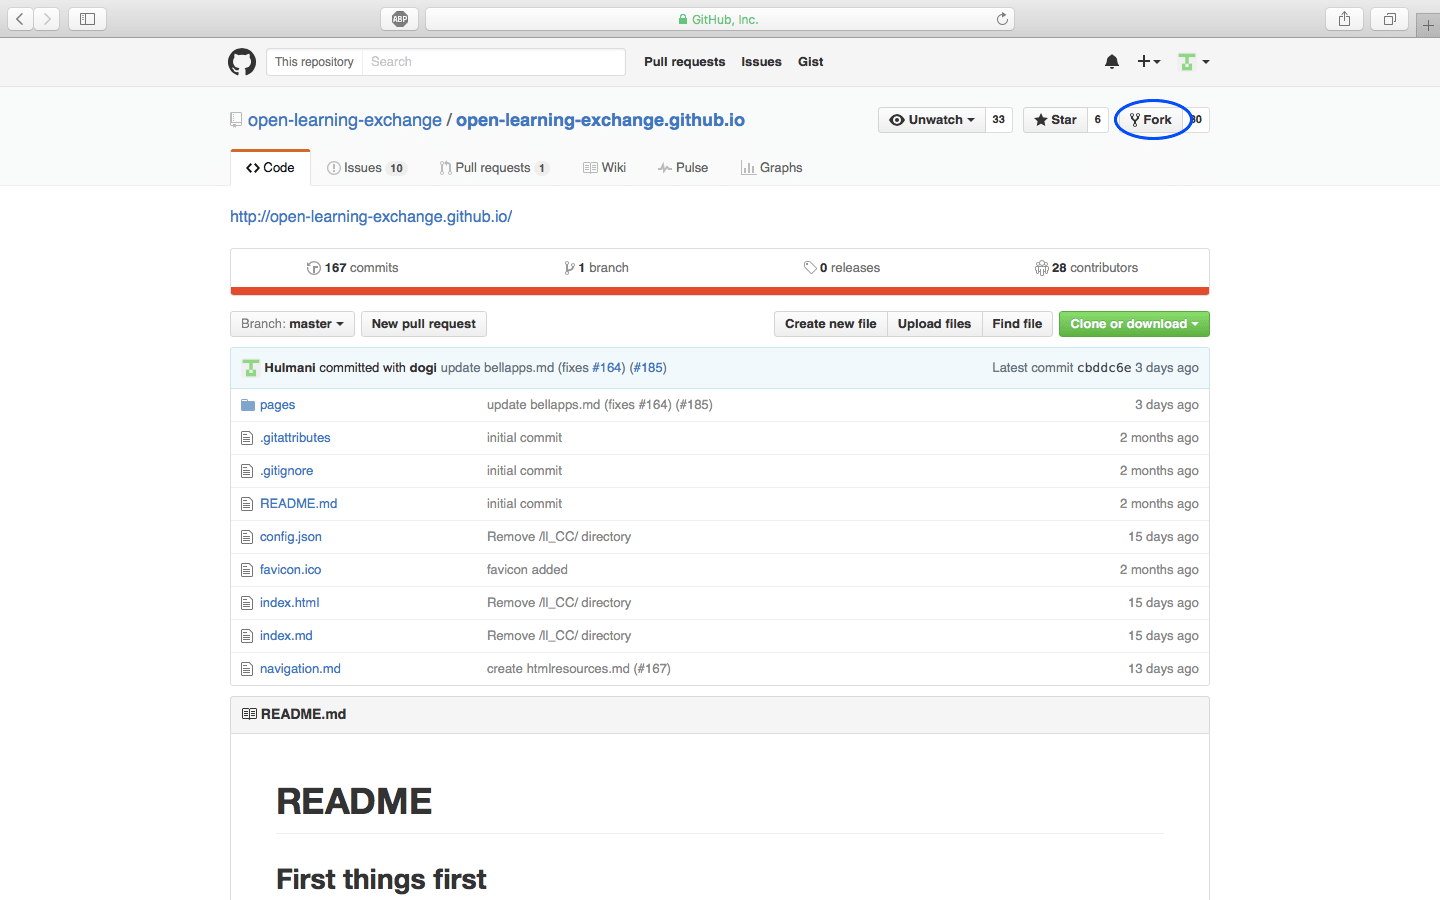 ABP GitHub, Inc.
This repository Search Pull requests Issues Gist
open-learning-exchange / open-learning-exchange.github.io Unwatch 33 Star 6 Fork 30
Code Issues 10 Pull requests 1 Wiki Pulse Graphs
http://open-learning-exchange.github.io/
167 commits 1 branch 0 releases 28 contributors
Branch: master New pull request Create new file Upload files Find file Clone or download
Hulmani committed with dogi update bellapps.md (fixes #164) (#185) Latest commit cbddc6e 3 days ago
pages update bellapps.md (fixes #164) (#185) 3 days ago
.gitattributes initial commit 2 months ago
.gitignore initial commit 2 months ago
README.md initial commit 2 months ago
config.json Remove /ll_CC/ directory 15 days ago
favicon.ico favicon added 2 months ago
index.html Remove /ll_CC/ directory 15 days ago
index.md Remove /ll_CC/ directory 15 days ago
navigation.md create htmlresources.md (#167) 13 days ago
README.md
README
First things first